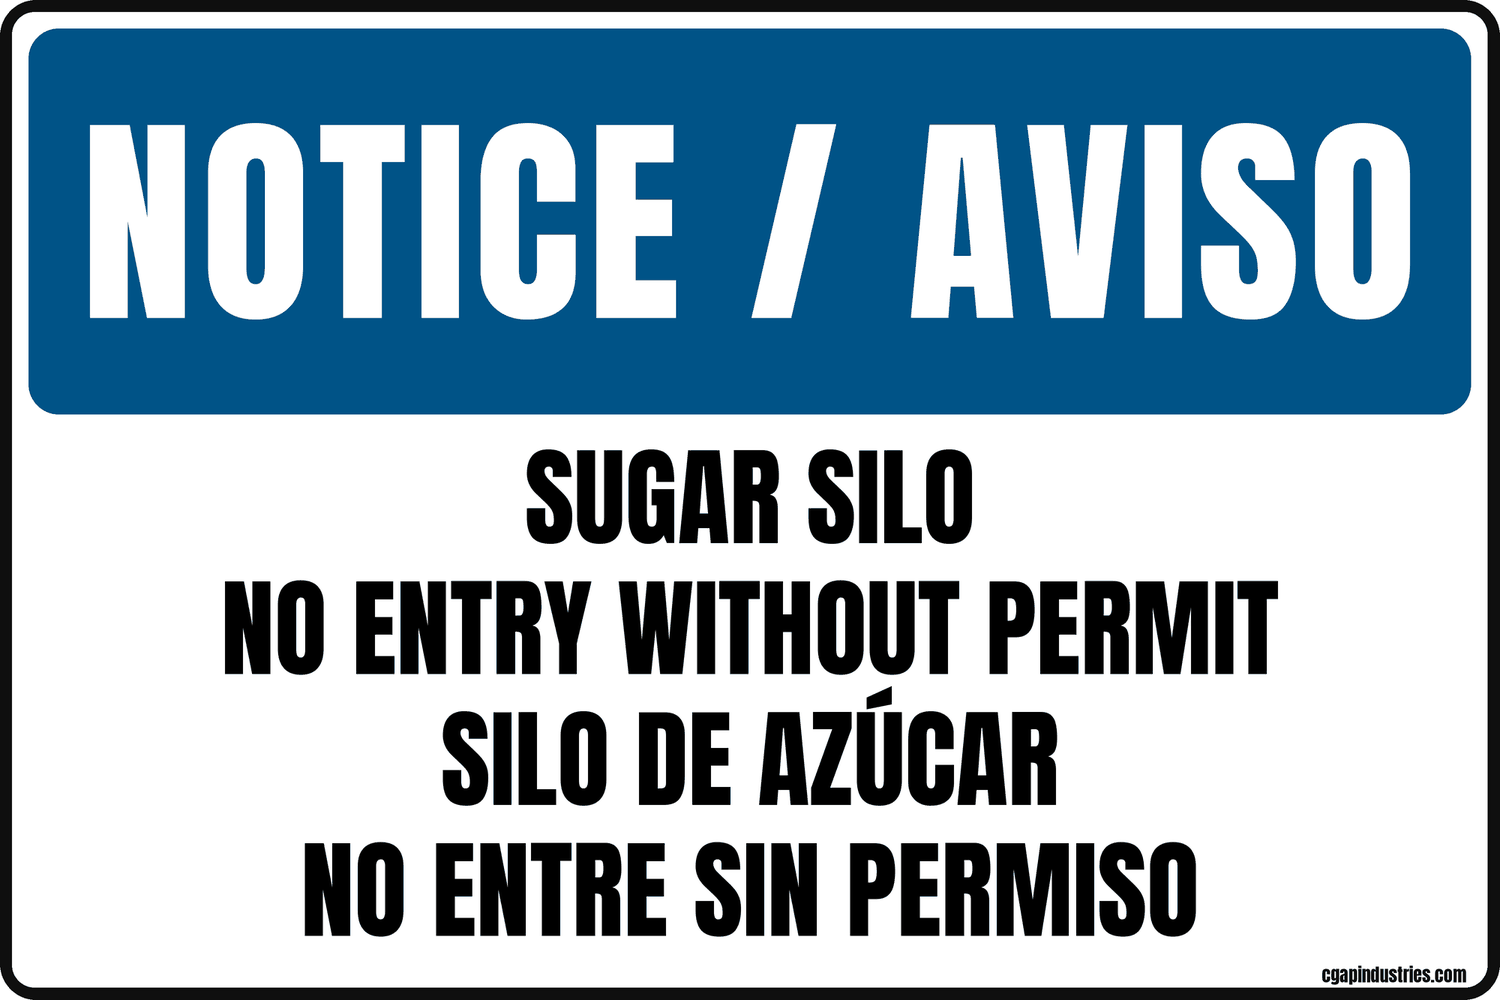 NOTICE / AVISO
SUGAR SILO
NO ENTRY WITHOUT PERMIT
SILO DE AZÚCAR
NO ENTRE SIN PERMISO
cgapindustries.com